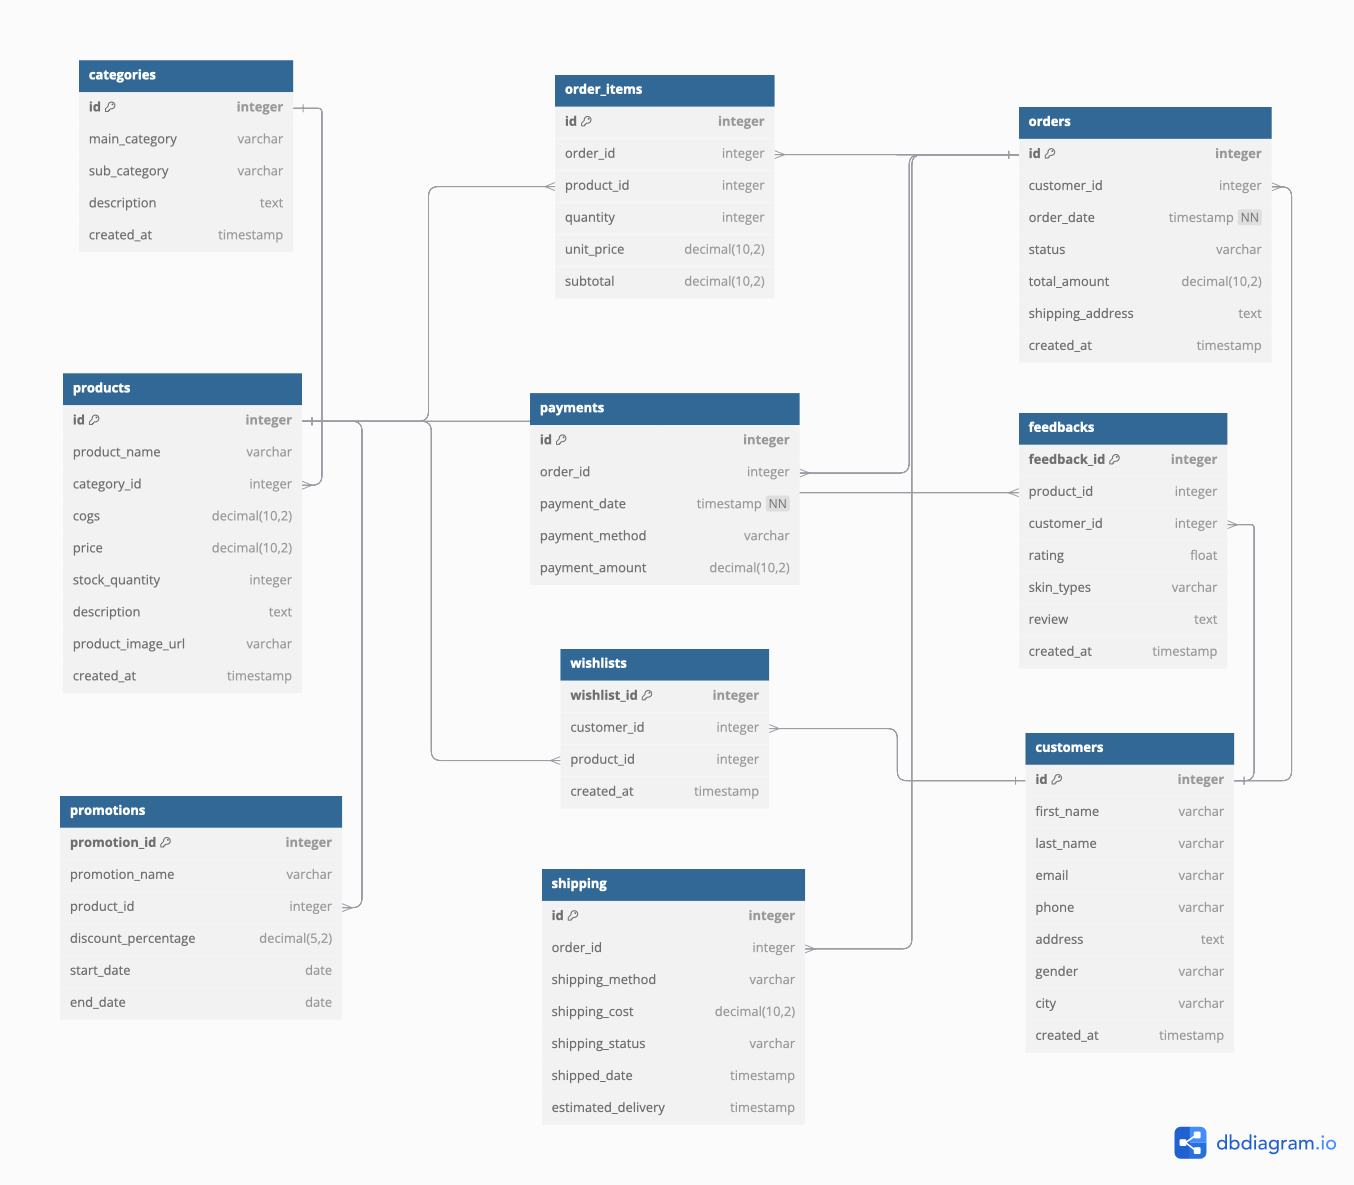 categories
id integer
main_category varchar
sub_category varchar
description text
created_at timestamp
order_items
id integer
order_id integer
product_id integer
quantity integer
unit_price decimal(10,2)
subtotal decimal(10,2)
orders
id integer
customer_id integer
order_date timestamp NN
status varchar
total_amount decimal(10,2)
shipping_address text
created_at timestamp
products
id integer
product_name varchar
category_id integer
cogs decimal(10,2)
price decimal(10,2)
stock_quantity integer
description text
product_image_url varchar
created_at timestamp
payments
id integer
order_id integer
payment_date timestamp NN
payment_method varchar
payment_amount decimal(10,2)
feedbacks
feedback_id integer
product_id integer
customer_id integer
rating float
skin_types varchar
review text
created_at timestamp
wishlists
wishlist_id integer
customer_id integer
product_id integer
created_at timestamp
customers
id integer
first_name varchar
last_name varchar
email varchar
phone varchar
address text
gender varchar
city varchar
created_at timestamp
promotions
promotion_id integer
promotion_name varchar
product_id integer
discount_percentage decimal(5,2)
start_date date
end_date date
shipping
id integer
order_id integer
shipping_method varchar
shipping_cost decimal(10,2)
shipping_status varchar
shipped_date timestamp
estimated_delivery timestamp
dbdiagram.io